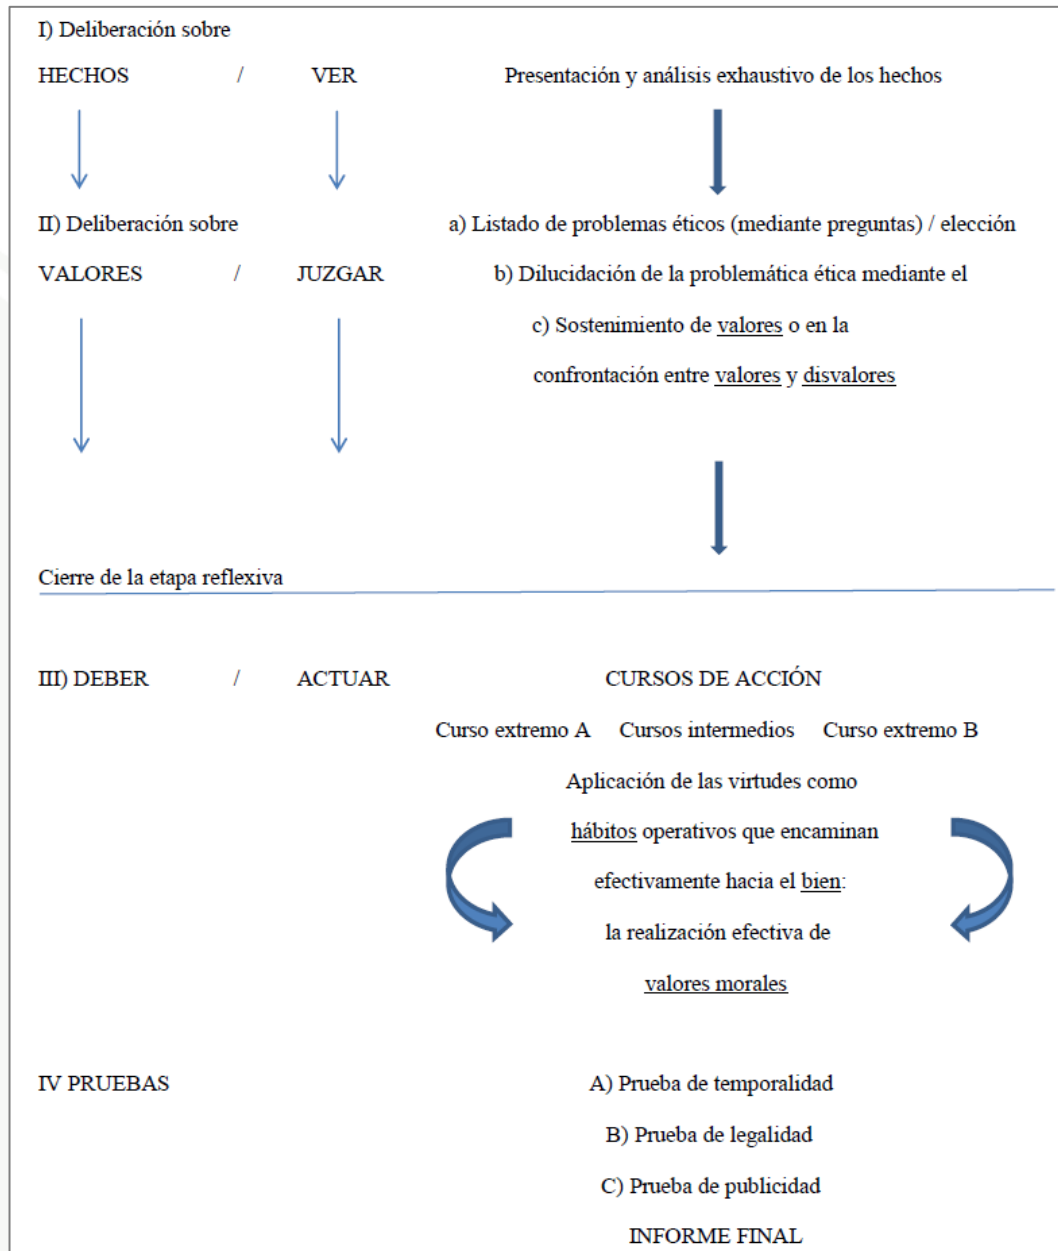 I) Deliberación sobre
HECHOS / VER Presentación y análisis exhaustivo de los hechos
II) Deliberación sobre a) Listado de problemas éticos (mediante preguntas) / elección
VALORES / JUZGAR b) Dilucidación de la problemática ética mediante el
c) Sostenimiento de valores o en la
confrontación entre valores y disvalores
Cierre de la etapa reflexiva
III) DEBER / ACTUAR CURSOS DE ACCIÓN
Curso extremo A Cursos intermedios Curso extremo B
Aplicación de las virtudes como
hábitos operativos que encaminan
efectivamente hacia el bien:
la realización efectiva de
valores morales
IV PRUEBAS A) Prueba de temporalidad
B) Prueba de legalidad
C) Prueba de publicidad
INFORME FINAL